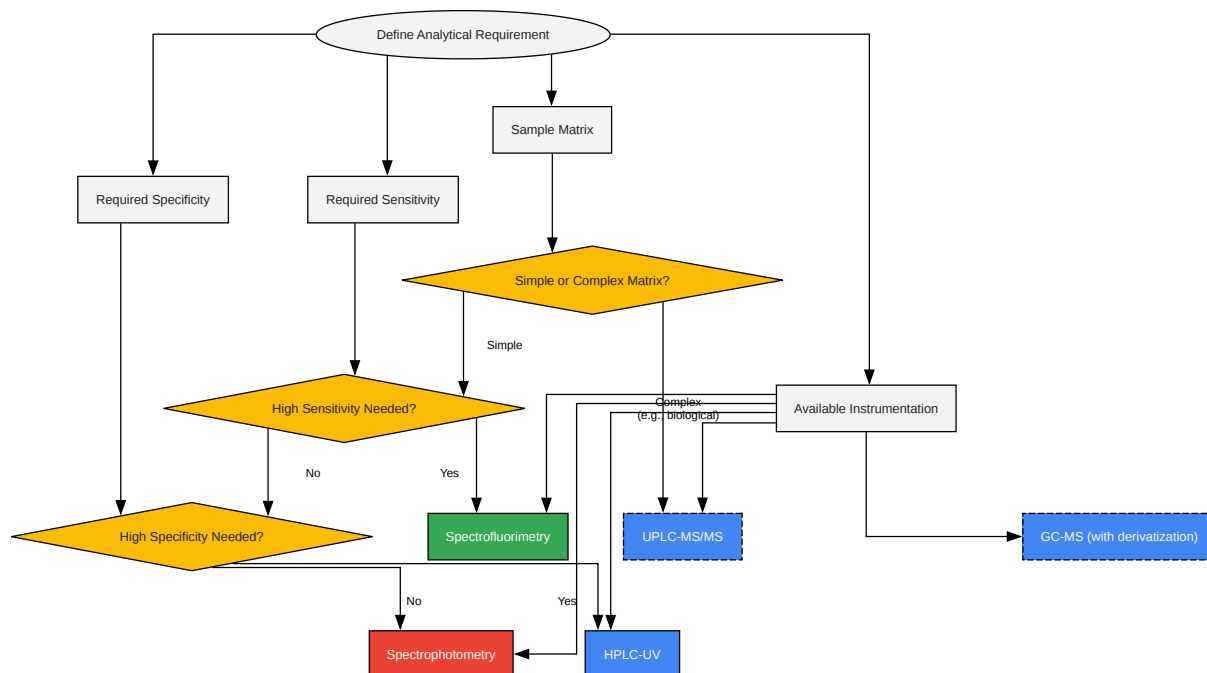 Define Analytical Requirement
Sample Matrix
Required Specificity
Required Sensitivity
Simple or Complex Matrix?
Simple
High Sensitivity Needed?
Complex
(e.g., biological)
Available Instrumentation
No
Yes
High Specificity Needed?
Spectrofluorimetry
UPLC-MS/MS
GC-MS (with derivatization)
No
Yes
Spectrophotometry
HPLC-UV